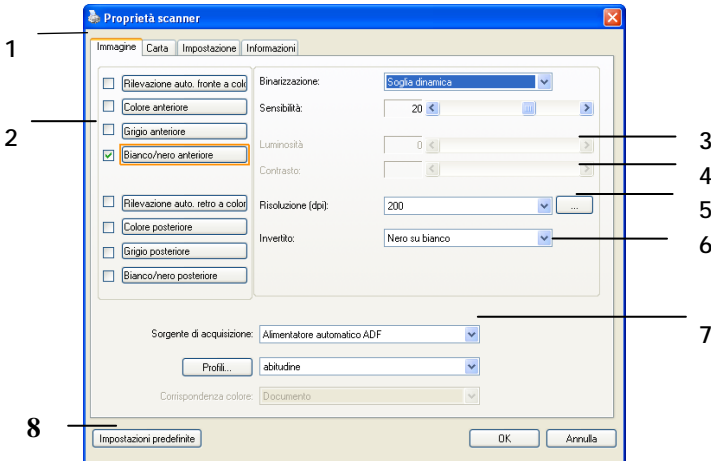 Proprietà scanner
1
Immagine Carta Impostazione Informazioni
Rilevazione auto. fronte a colo Binarizzazione: Soglia dinamica
Colore anteriore Sensibilità: 20
2
Grigio anteriore
Luminosità 0 3
Bianco/nero anteriore
Contrasto: 4
Rilevazione auto. retro a color Risoluzione (dpi): 200 ... 5
Colore posteriore
Invertito: Nero su bianco 6
Grigio posteriore
Bianco/nero posteriore
Sorgente di acquisizione: Alimentatore automatico ADF 7
Profili... abitudine
Corrispondenza colore: Documento
8
Impostazioni predefinite OK Annulla